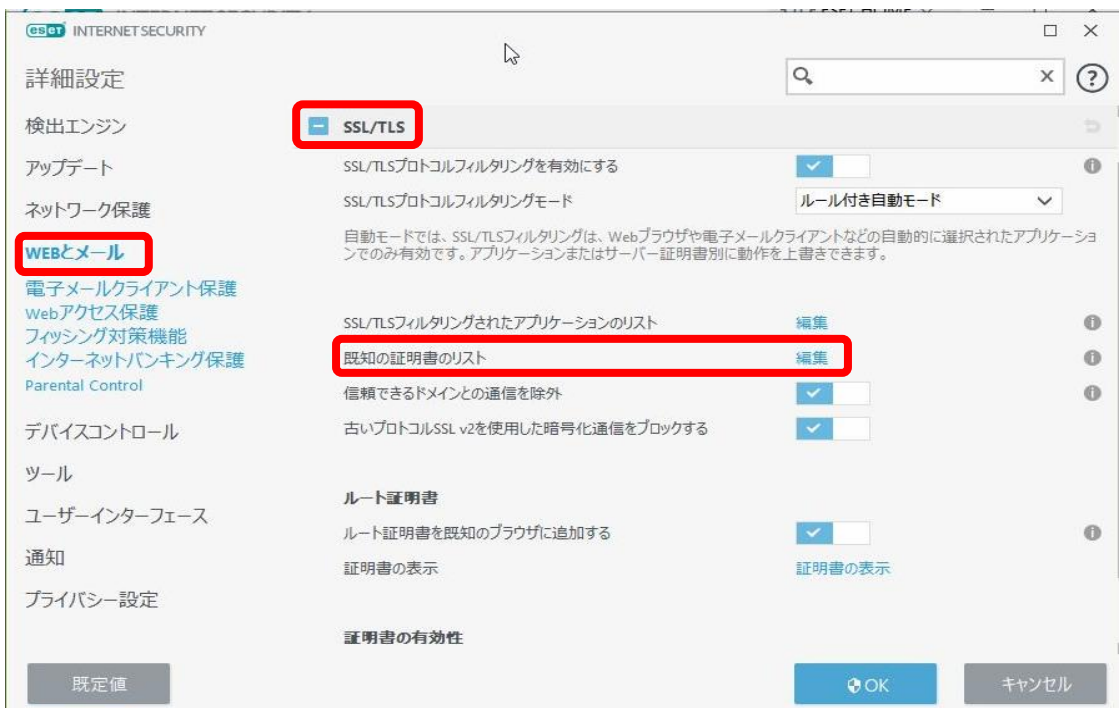 eset INTERNET SECURITY
詳細設定
検出エンジン
アップデート
ネットワーク保護
WEBとメール
電子メールクライアント保護
Webアクセス保護
フィッシング対策機能
インターネットバンキング保護
Parental Control
デバイスコントロール
ツール
ユーザーインターフェース
通知
プライバシー設定
SSL/TLS
SSL/TLSプロトコルフィルタリングを有効にする
SSL/TLSプロトコルフィルタリングモード
ルール付き自動モード
自動モードでは、SSL/TLSフィルタリングは、Webブラウザや電子メールクライアントなどの自動的に選択されたアプリケーショ
ンでのみ有効です。アプリケーションまたはサーバー証明書別に動作を上書きできます。
SSL/TLSフィルタリングされたアプリケーションのリスト 編集
既知の証明書のリスト 編集
信頼できるドメインとの通信を除外
古いプロトコルSSL v2を使用した暗号化通信をブロックする
ルート証明書
ルート証明書を既知のブラウザに追加する
証明書の表示 証明書の表示
証明書の有効性
既定値
OK
キャンセル